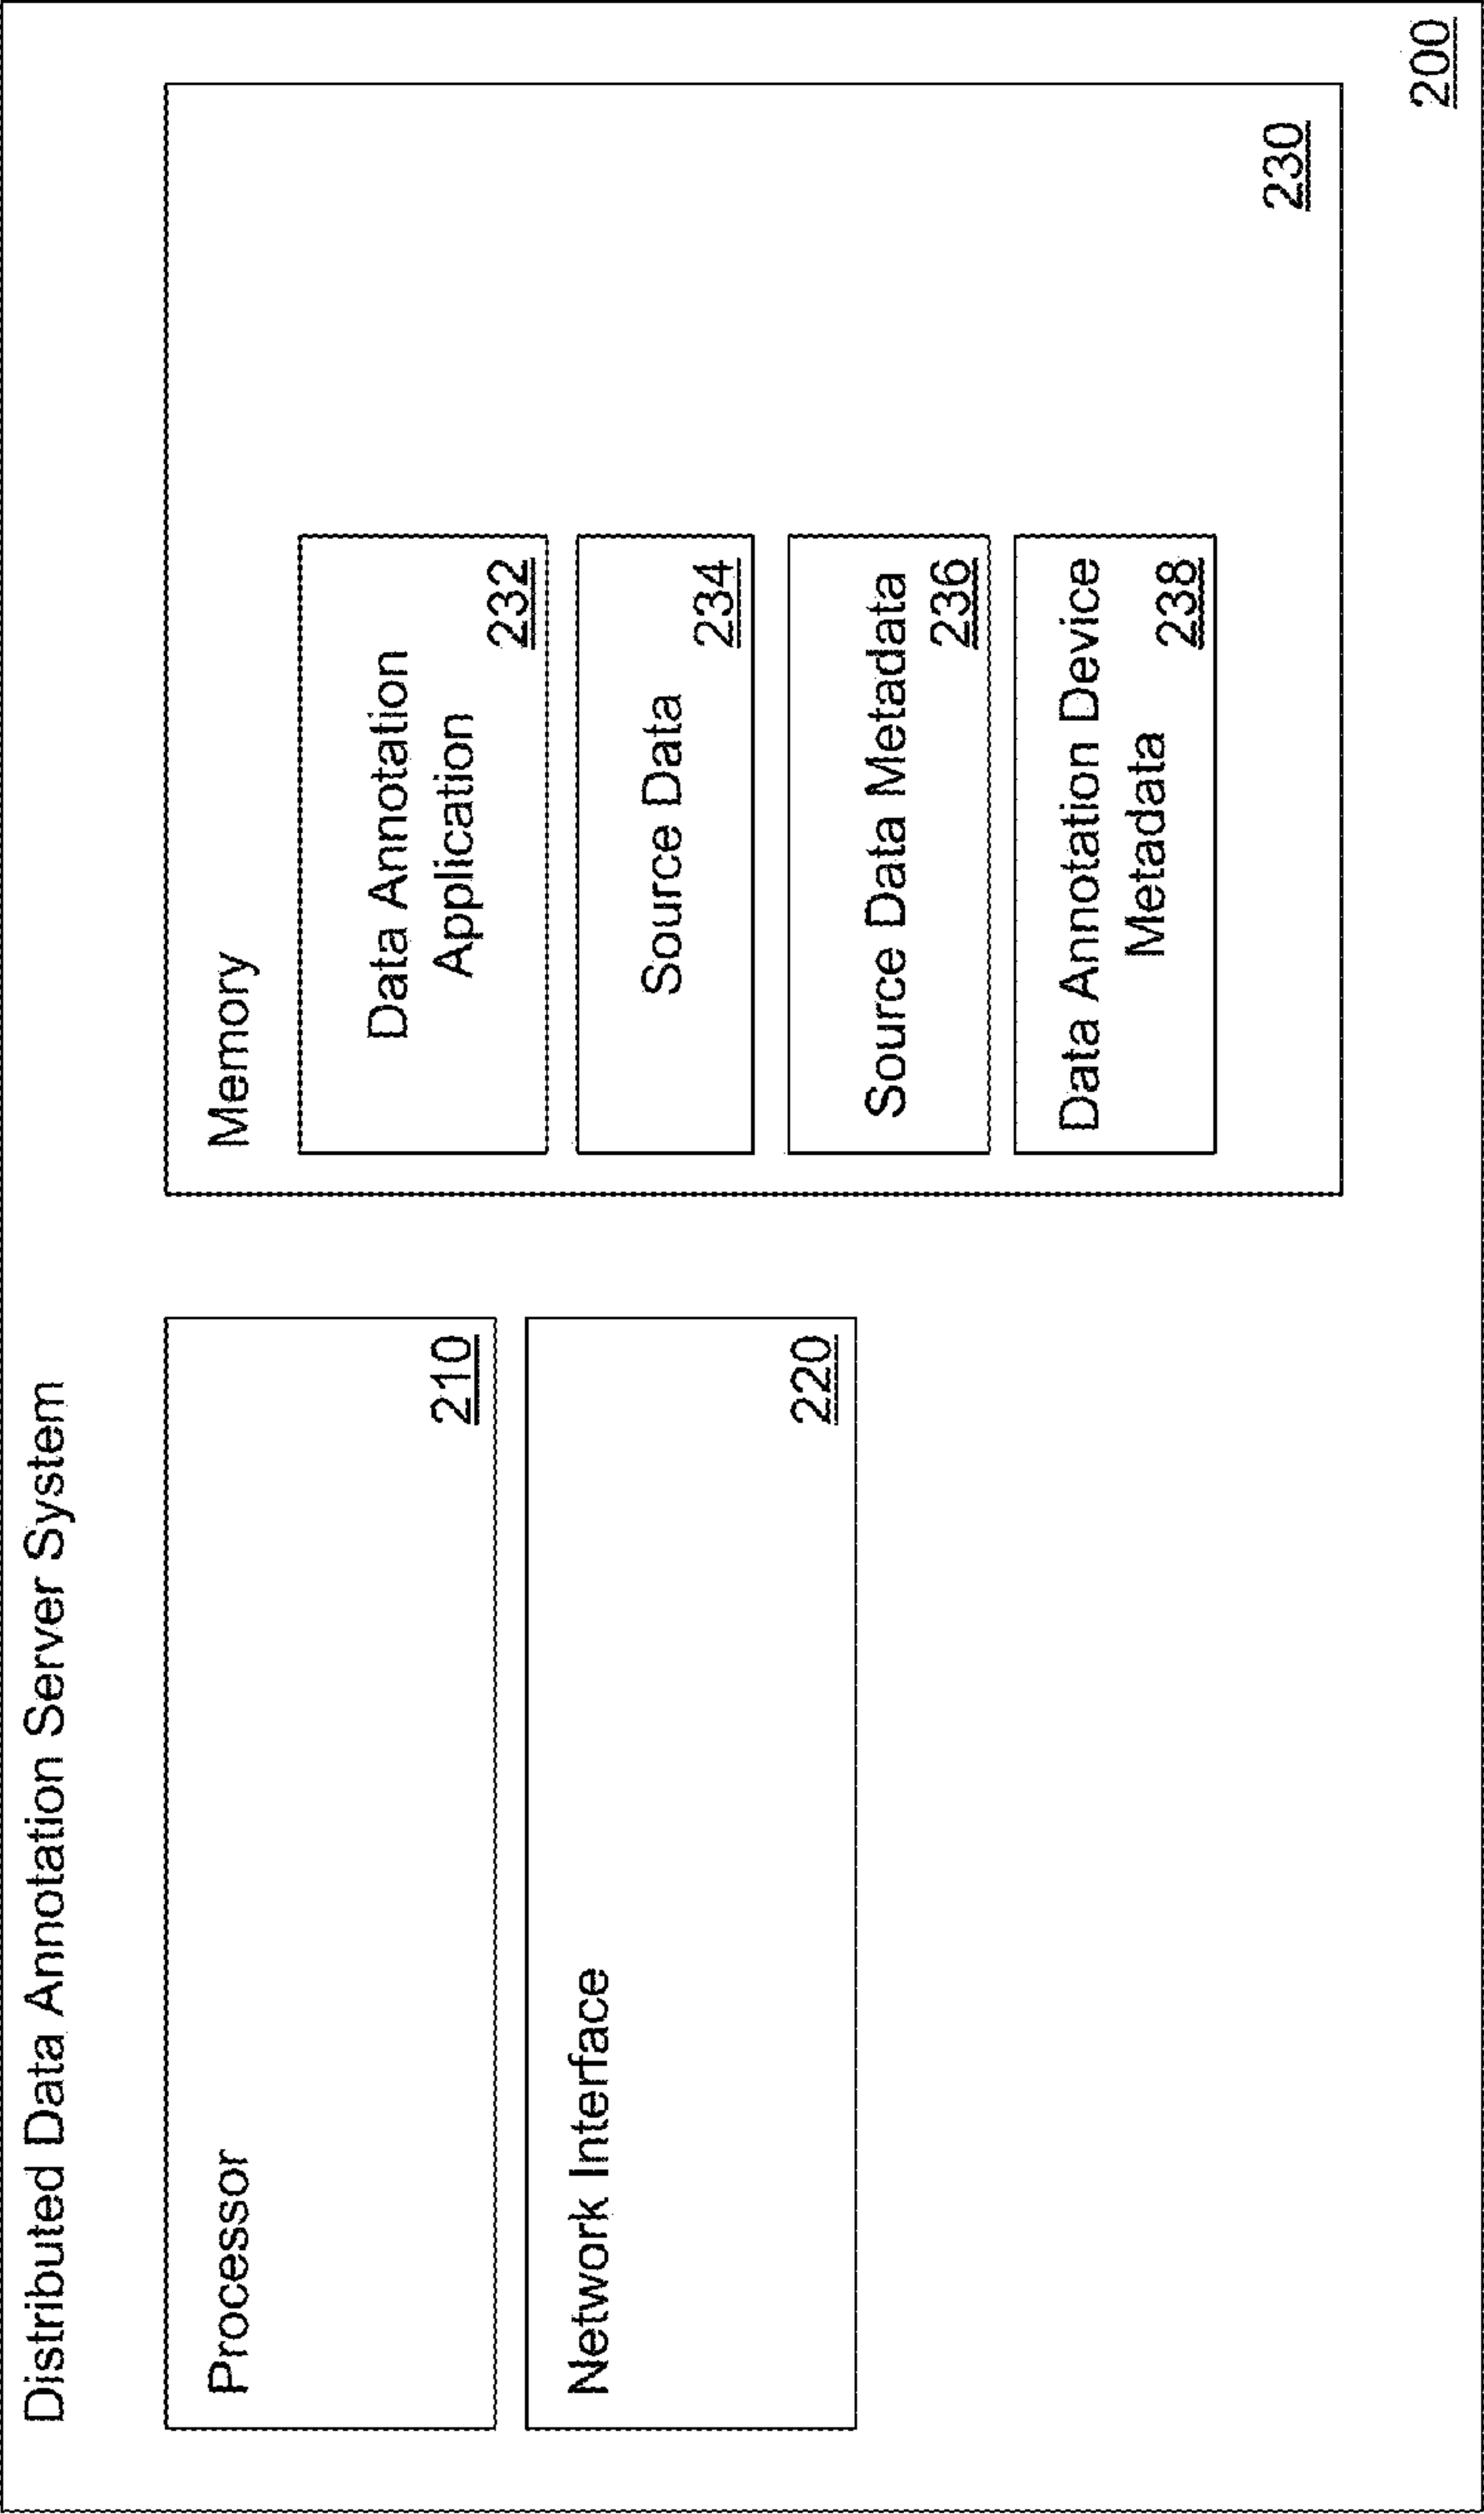 Distributed Data Annotation Server System
Processor
210
Network Interface
220
Memory
Data Annotation
Application
232
Source Data
234
Source Data Metadata
236
Data Annotation Device
Metadata
238
230
200